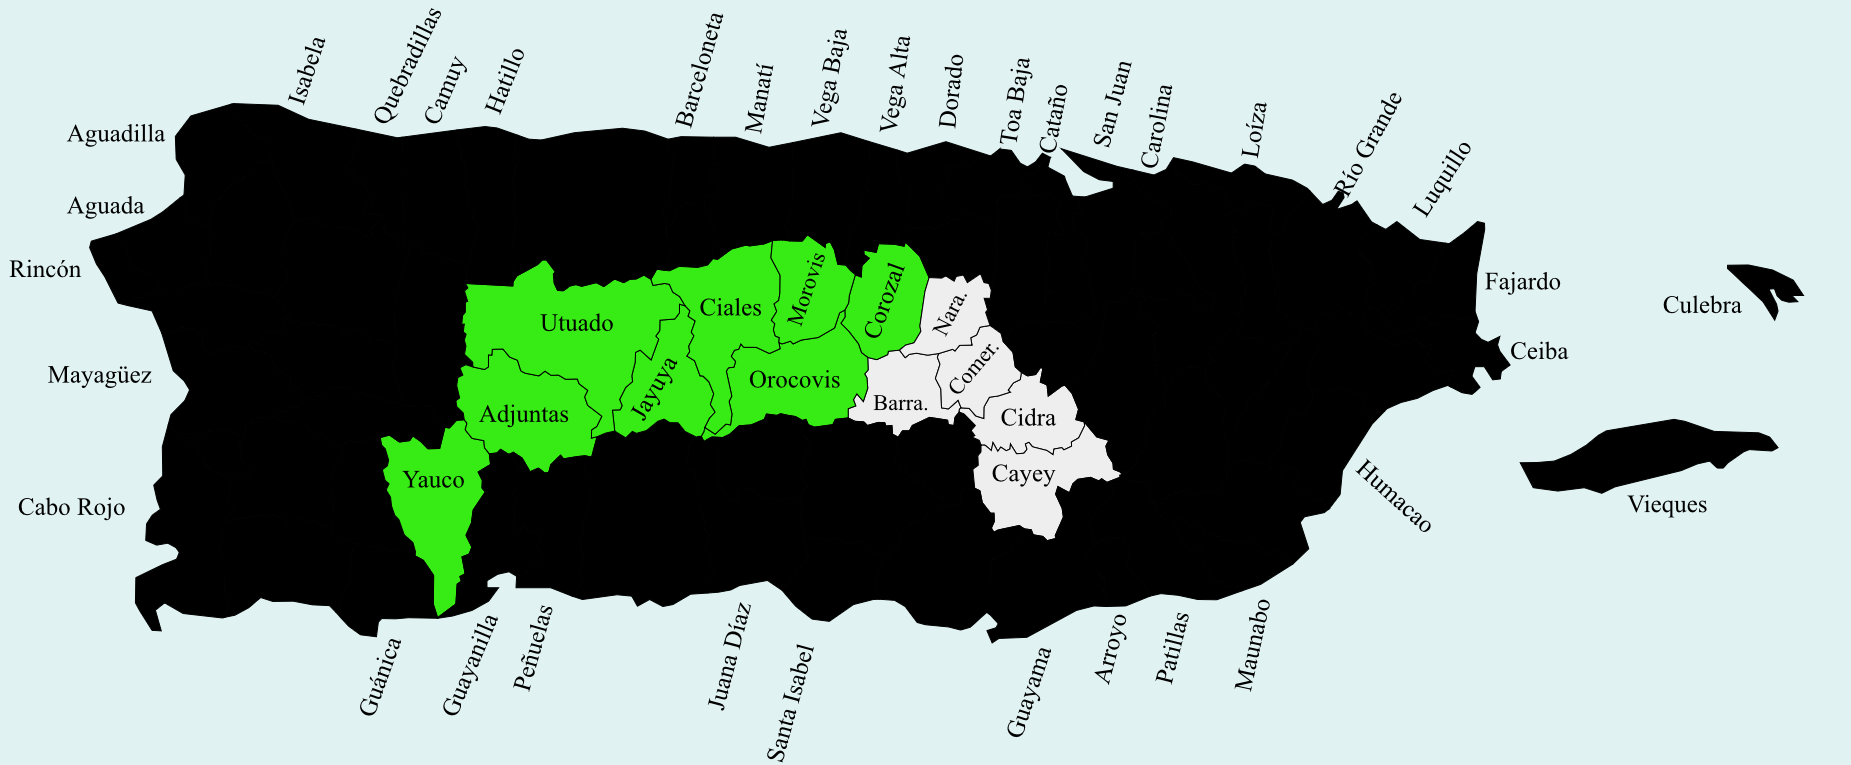 Isabela
Quebradillas
Camuy
Hatillo
Barceloneta
Manatí
Vega Baja
Vega Alta
Dorado
Toa Baja
Cataño
San Juan
Carolina
Loíza
Río Grande
Luquillo
Aguadilla
Aguada
Rincón
Mayagüez
Cabo Rojo
Fajardo
Ceiba
Culebra
Vieques
Humacao
Utuado
Ciales
Morovis
Corozal
Nara.
Jayuya
Orocovis
Comer.
Barra.
Adjuntas
Cidra
Yauco
Cayey
Guánica
Guayanilla
Peñuelas
Juana Díaz
Santa Isabel
Guayama
Arroyo
Patillas
Maunabo